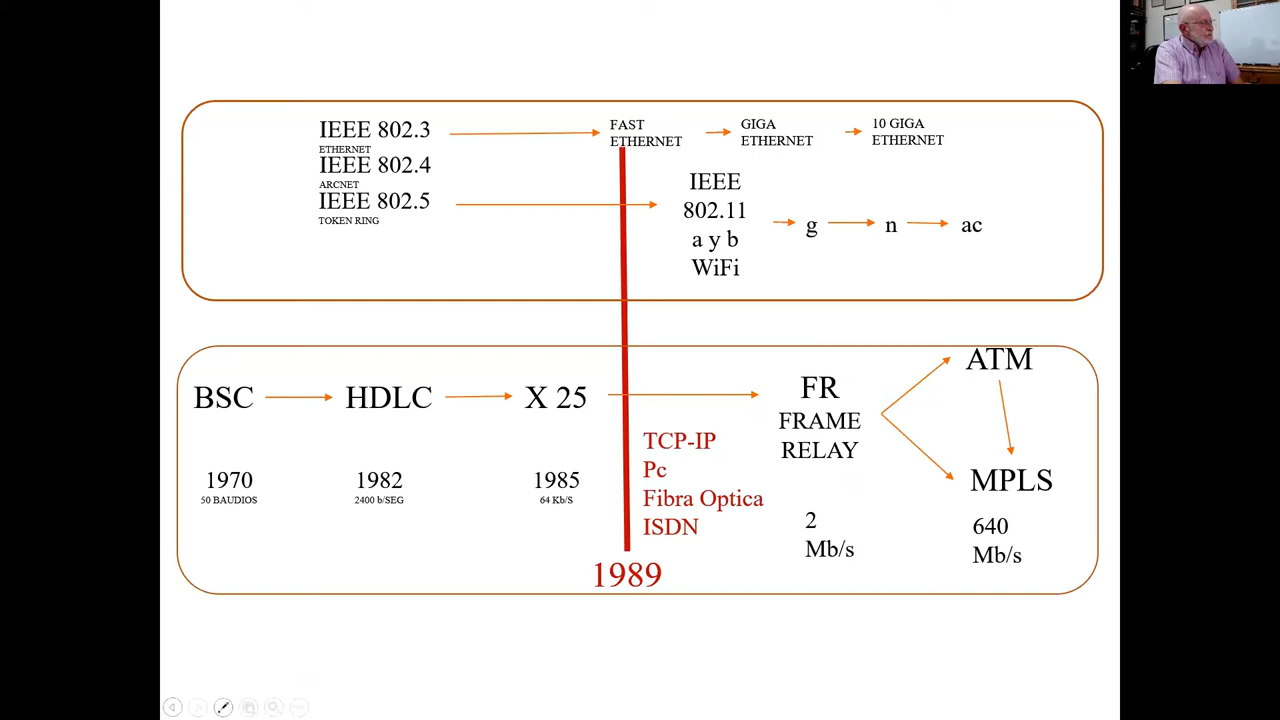 IEEE 802.3
ETHERNET
IEEE 802.4
ARCNET
IEEE 802.5
TOKEN RING
FAST
ETHERNET
GIGA
ETHERNET
10 GIGA
ETHERNET
IEEE
802.11
a y b
WiFi
g
n
ac
BSC
HDLC
X 25
FR
FRAME
RELAY
ATM
MPLS
1970
50 BAUDIOS
1982
2400 b/SEG
1985
64 Kb/S
TCP-IP
Pc
Fibra Optica
ISDN
1989
2
Mb/s
640
Mb/s